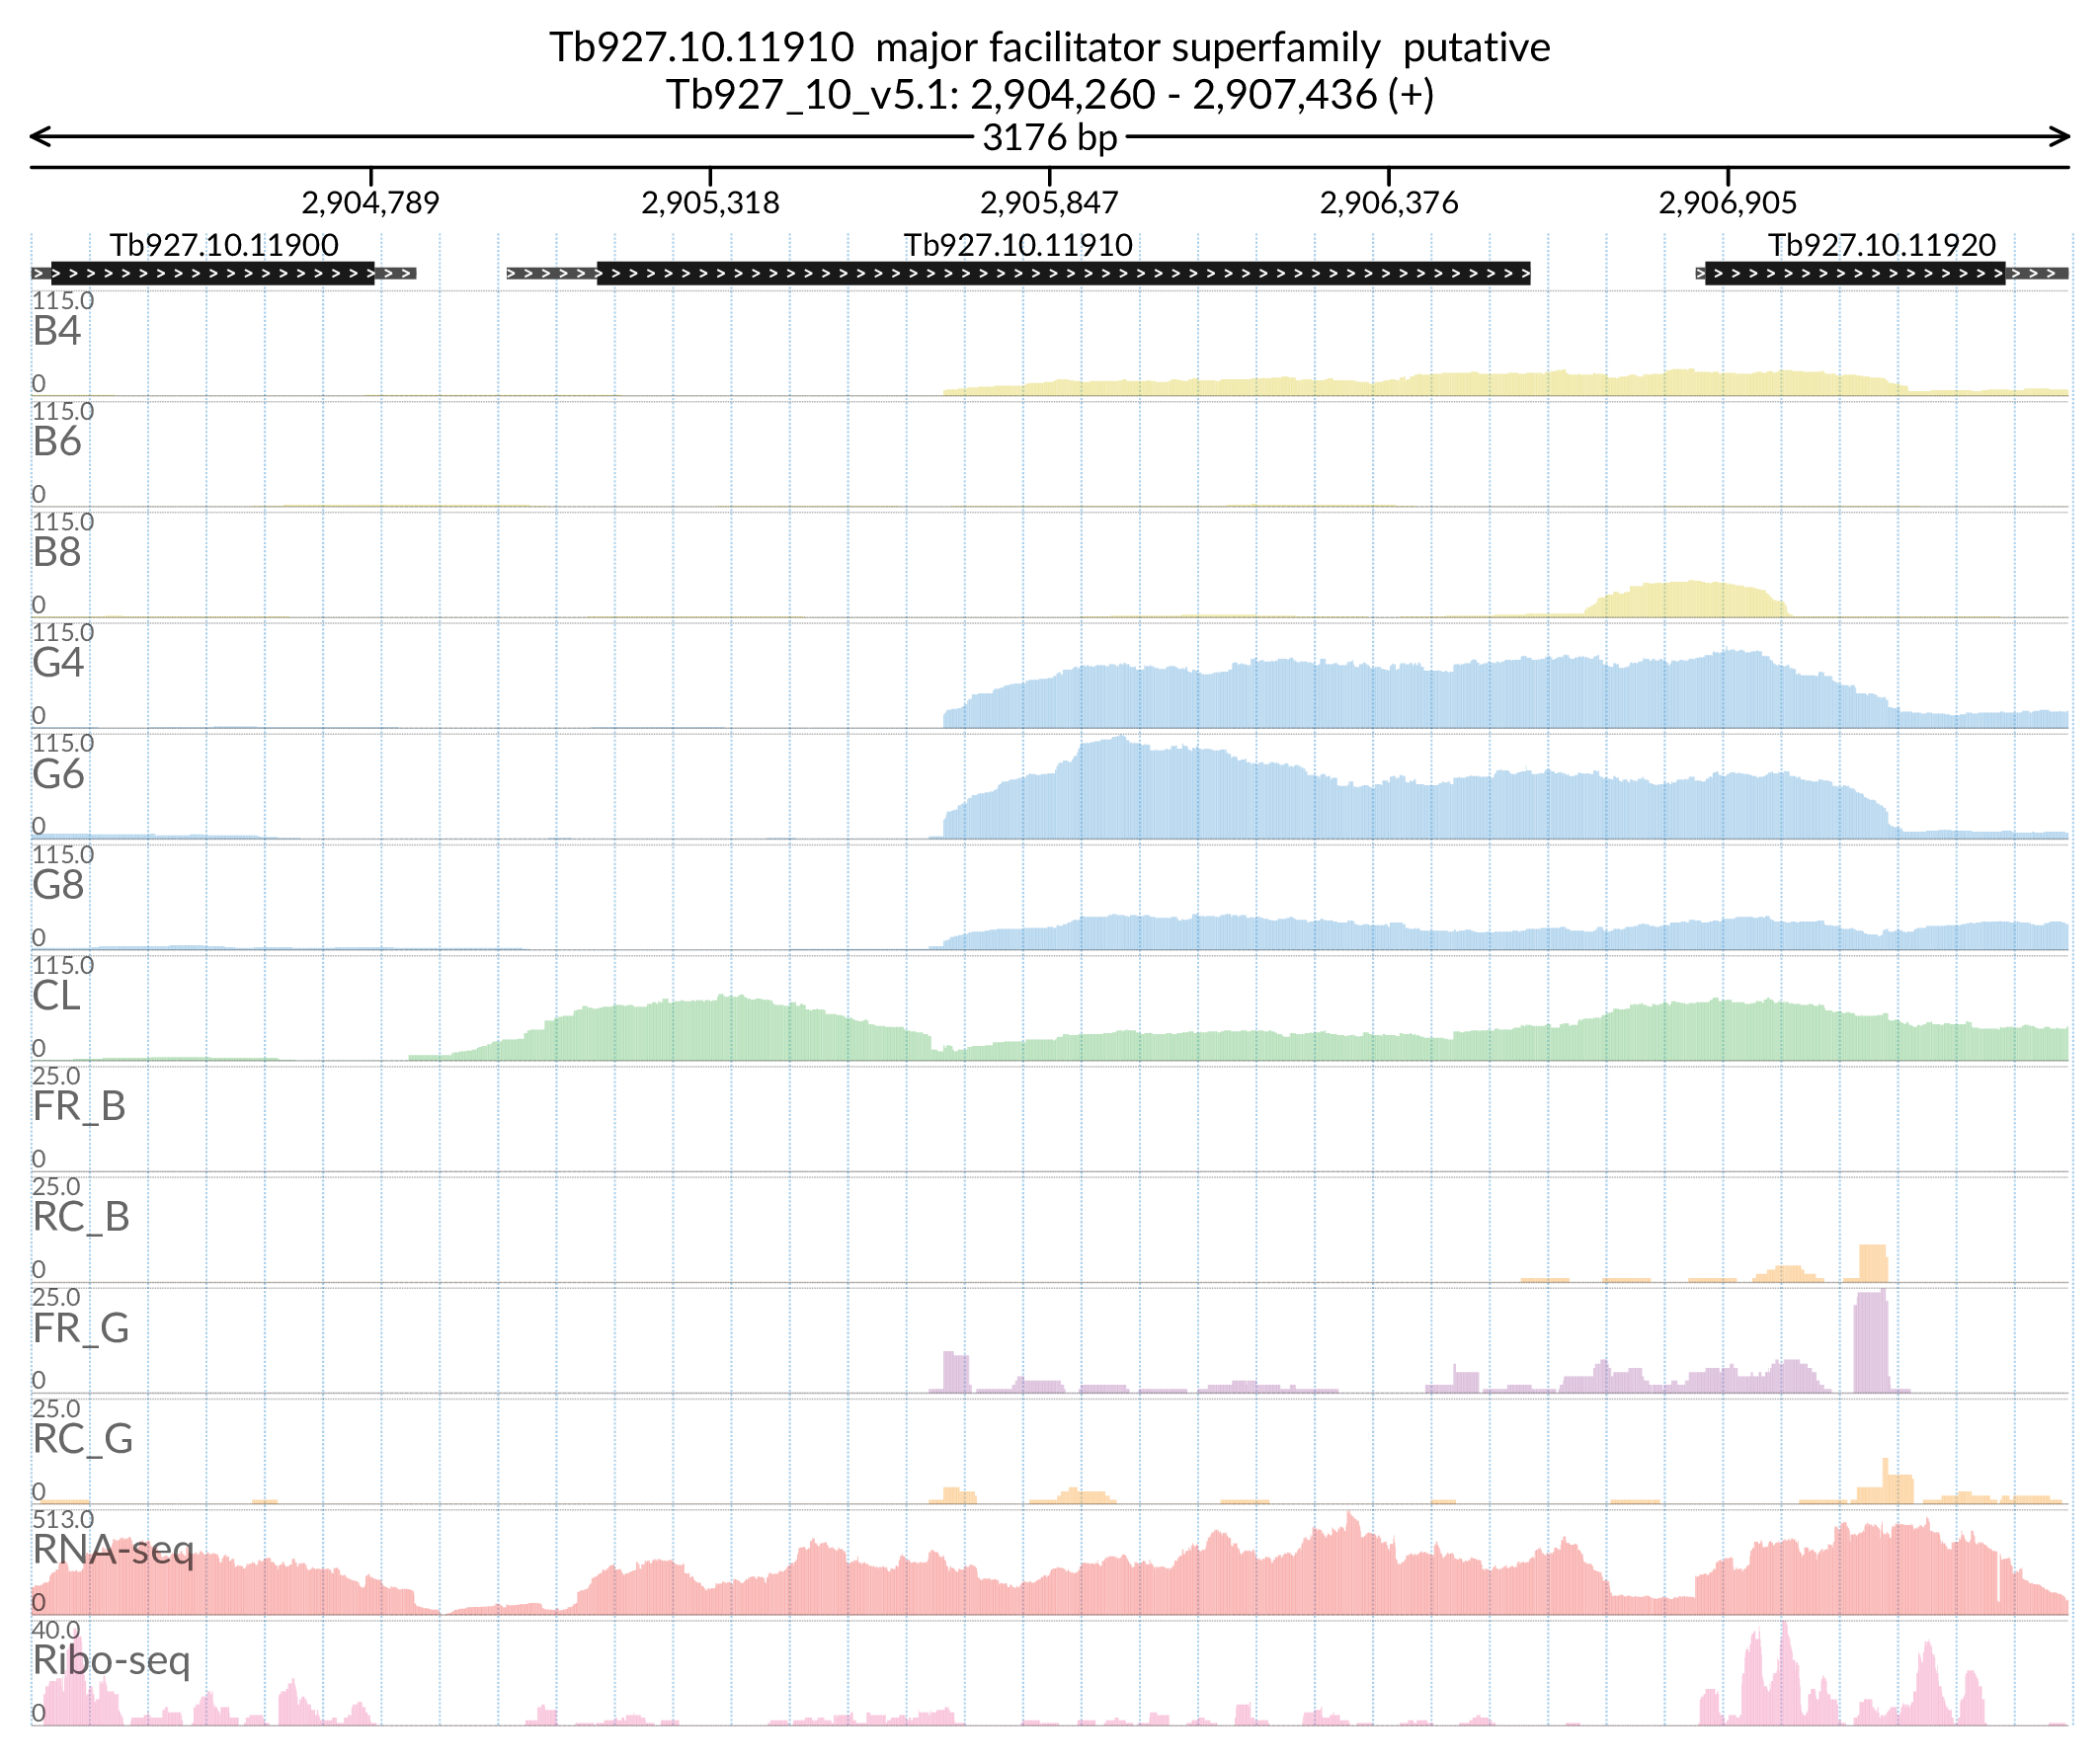 Tb927.10.11910 major facilitator superfamily putative
Tb927_10_v5.1: 2,904,260 - 2,907,436 (+)
3176 bp
2,904,789 2,905,318 2,905,847 2,906,376 2,906,905
Tb927.10.11900 Tb927.10.11910 Tb927.10.11920
115.0
B4
0
115.0
B6
0
115.0
B8
0
115.0
G4
0
115.0
G6
0
115.0
G8
0
115.0
CL
0
25.0
FR_B
0
25.0
RC_B
0
25.0
FR_G
0
25.0
RC_G
0
513.0
RNA-seq
0
40.0
Ribo-seq
0